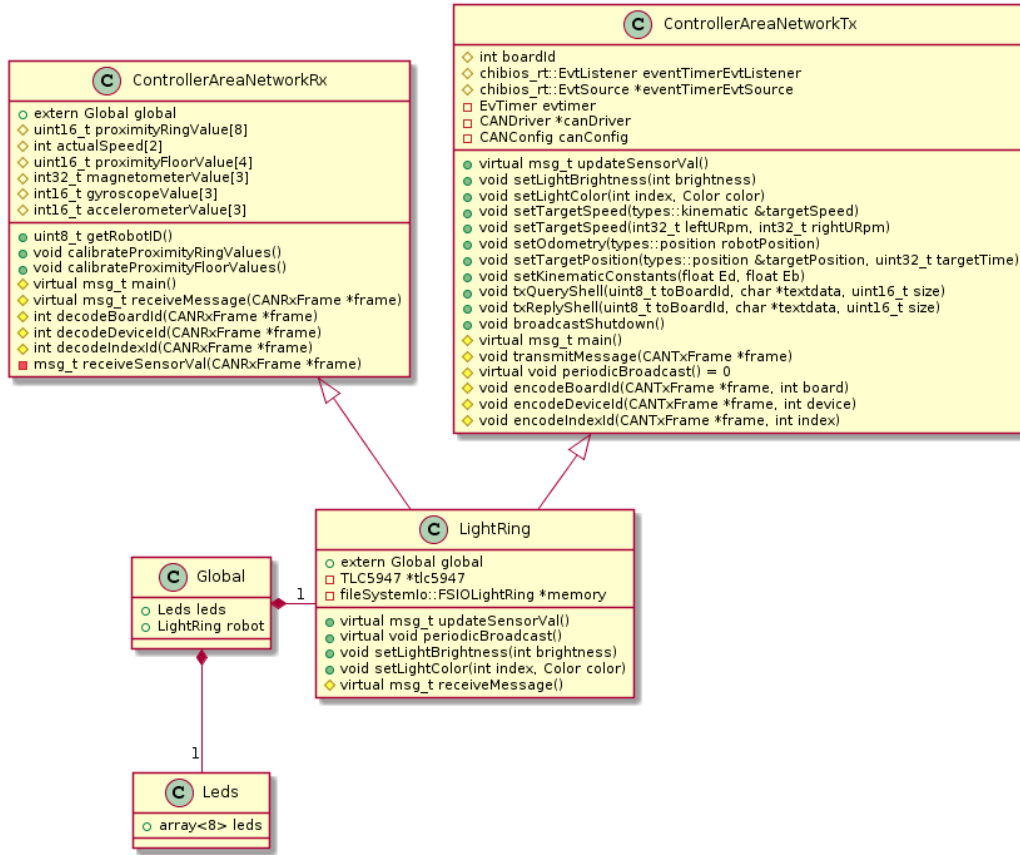 C ControllerAreaNetworkRx
extern Global global
uint16_t proximityRingValue[8]
int actualSpeed[2]
uint16_t proximityFloorValue[4]
int32_t magnetometerValue[3]
int16_t gyroscopeValue[3]
int16_t accelerometerValue[3]
uint8_t getRobotID()
void calibrateProximityRingValues()
void calibrateProximityFloorValues()
virtual msg_t main()
virtual msg_t receiveMessage(CANRxFrame *frame)
int decodeBoardId(CANRxFrame *frame)
int decodeDeviceId(CANRxFrame *frame)
int decodeIndexId(CANRxFrame *frame)
msg_t receiveSensorVal(CANRxFrame *frame)
C ControllerAreaNetworkTx
int boardId
chibios_rt::EvtListener eventTimerEvtListener
chibios_rt::EvtSource *eventTimerEvtSource
EvTimer evtimer
CANDriver *canDriver
CANConfig canConfig
virtual msg_t updateSensorVal()
void setLightBrightness(int brightness)
void setLightColor(int index, Color color)
void setTargetSpeed(types::kinematic &targetSpeed)
void setTargetSpeed(int32_t leftURpm, int32_t rightURpm)
void setOdometry(types::position robotPosition)
void setTargetPosition(types::position &targetPosition, uint32_t targetTime)
void setKinematicConstants(float Ed, float Eb)
void txQueryShell(uint8_t toBoardId, char *textdata, uint16_t size)
void txReplyShell(uint8_t toBoardId, char *textdata, uint16_t size)
void broadcastShutdown()
virtual msg_t main()
void transmitMessage(CANTxFrame *frame)
virtual void periodicBroadcast() = 0
void encodeBoardId(CANTxFrame *frame, int board)
void encodeDeviceId(CANTxFrame *frame, int device)
void encodeIndexId(CANTxFrame *frame, int index)
C LightRing
extern Global global
TLC5947 *tlc5947
fileSystemIo::FSIOLightRing *memory
virtual msg_t updateSensorVal()
virtual void periodicBroadcast()
void setLightBrightness(int brightness)
void setLightColor(int index, Color color)
virtual msg_t receiveMessage()
C Global
Leds leds
LightRing robot
1
1
C Leds
array<8> leds